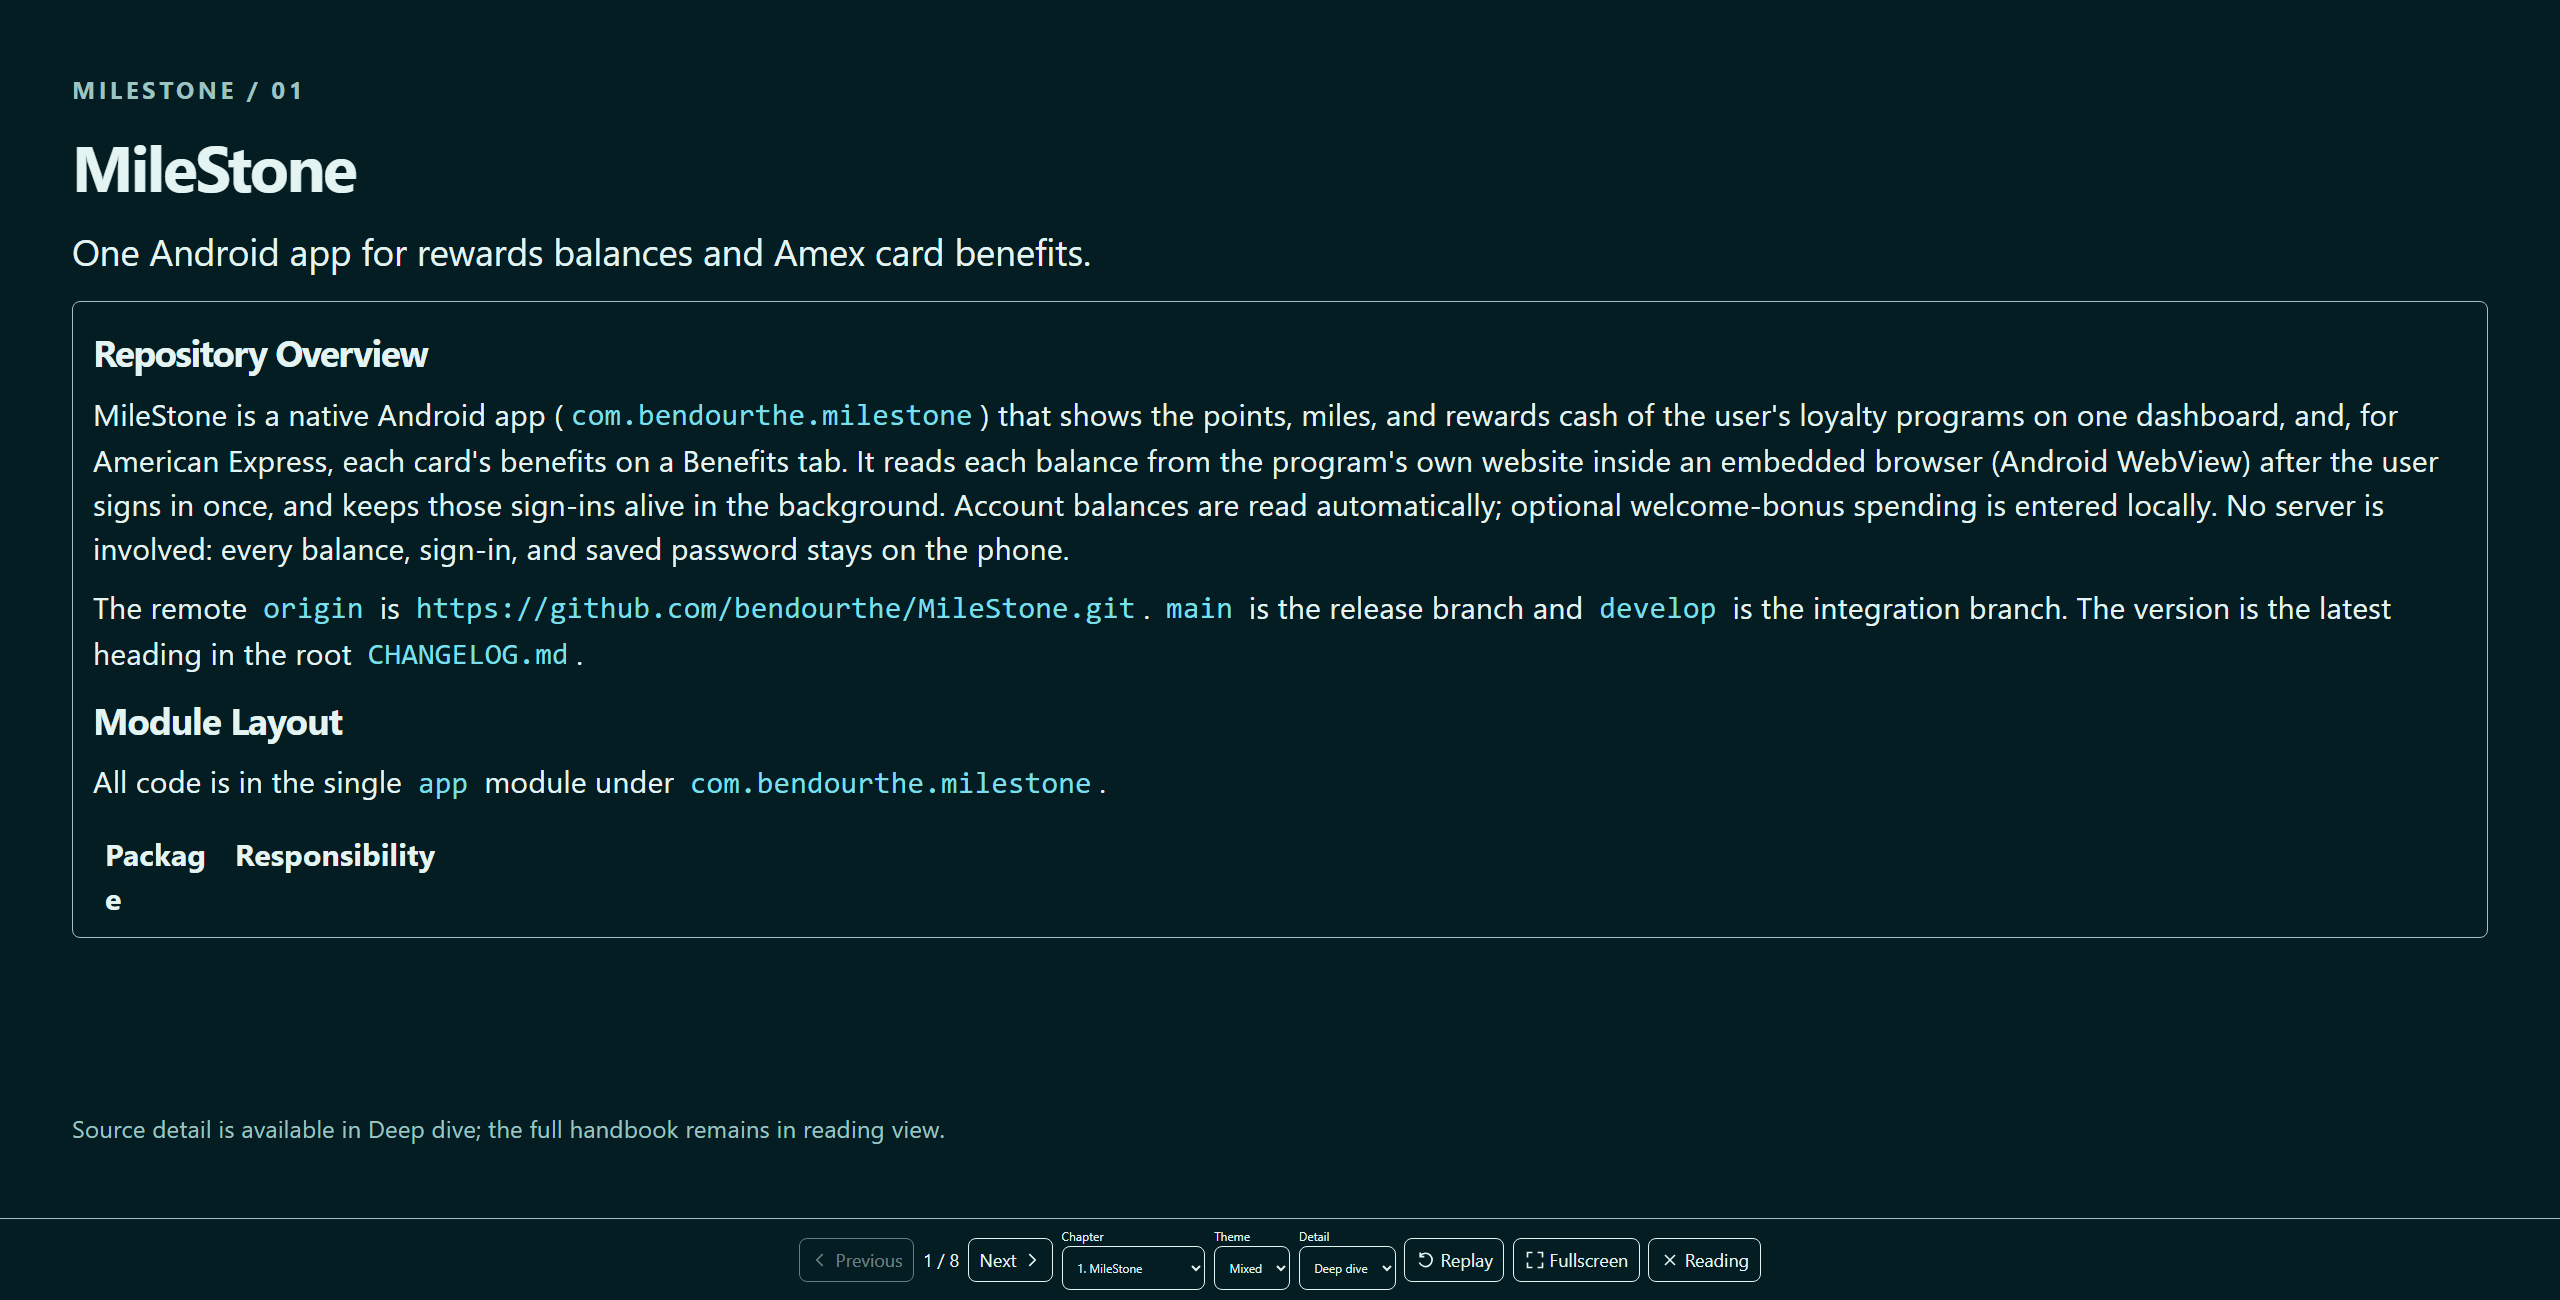 MILESTONE / 01
MileStone
One Android app for rewards balances and Amex card benefits.
Repository Overview
MileStone is a native Android app ( com.bendourthe.milestone ) that shows the points, miles, and rewards cash of the user's loyalty programs on one dashboard, and, for
American Express, each card's benefits on a Benefits tab. It reads each balance from the program's own website inside an embedded browser (Android WebView) after the user
signs in once, and keeps those sign-ins alive in the background. Account balances are read automatically; optional welcome-bonus spending is entered locally. No server is
involved: every balance, sign-in, and saved password stays on the phone.
The remote origin is https://github.com/bendourthe/MileStone.git . main is the release branch and develop is the integration branch. The version is the latest
heading in the root CHANGELOG.md .
Module Layout
All code is in the single app module under com.bendourthe.milestone .
Packag Responsibility
e
Source detail is available in Deep dive; the full handbook remains in reading view.
Chapter Theme Detail
Previous 1 / 8 Next 1. MileStone Mixed Deep dive Replay Fullscreen Reading